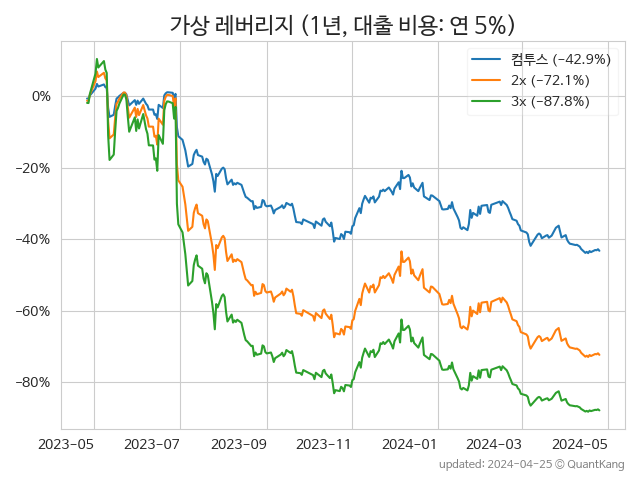 가상 레버리지 (1년, 대출 비용: 연 5%)
컴투스 (−42.9%)
2x (−72.1%)
3x (−87.8%)
0%
−20%
−40%
−60%
−80%
2023-05 2023-07 2023-09 2023-11 2024-01 2024-03 2024-05
updated: 2024-04-25 © QuantKang